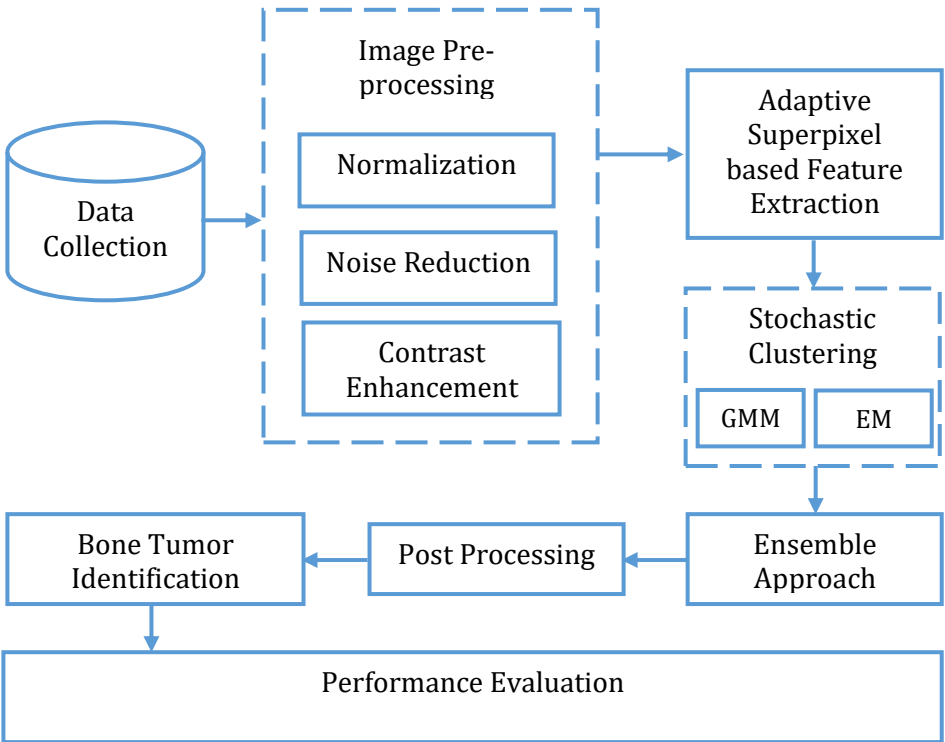 Data
Collection
Image Pre-
processing
Normalization
Noise Reduction
Contrast
Enhancement
Adaptive
Superpixel
based Feature
Extraction
Stochastic
Clustering
GMM
EM
Ensemble
Approach
Post Processing
Bone Tumor
Identification
Performance Evaluation